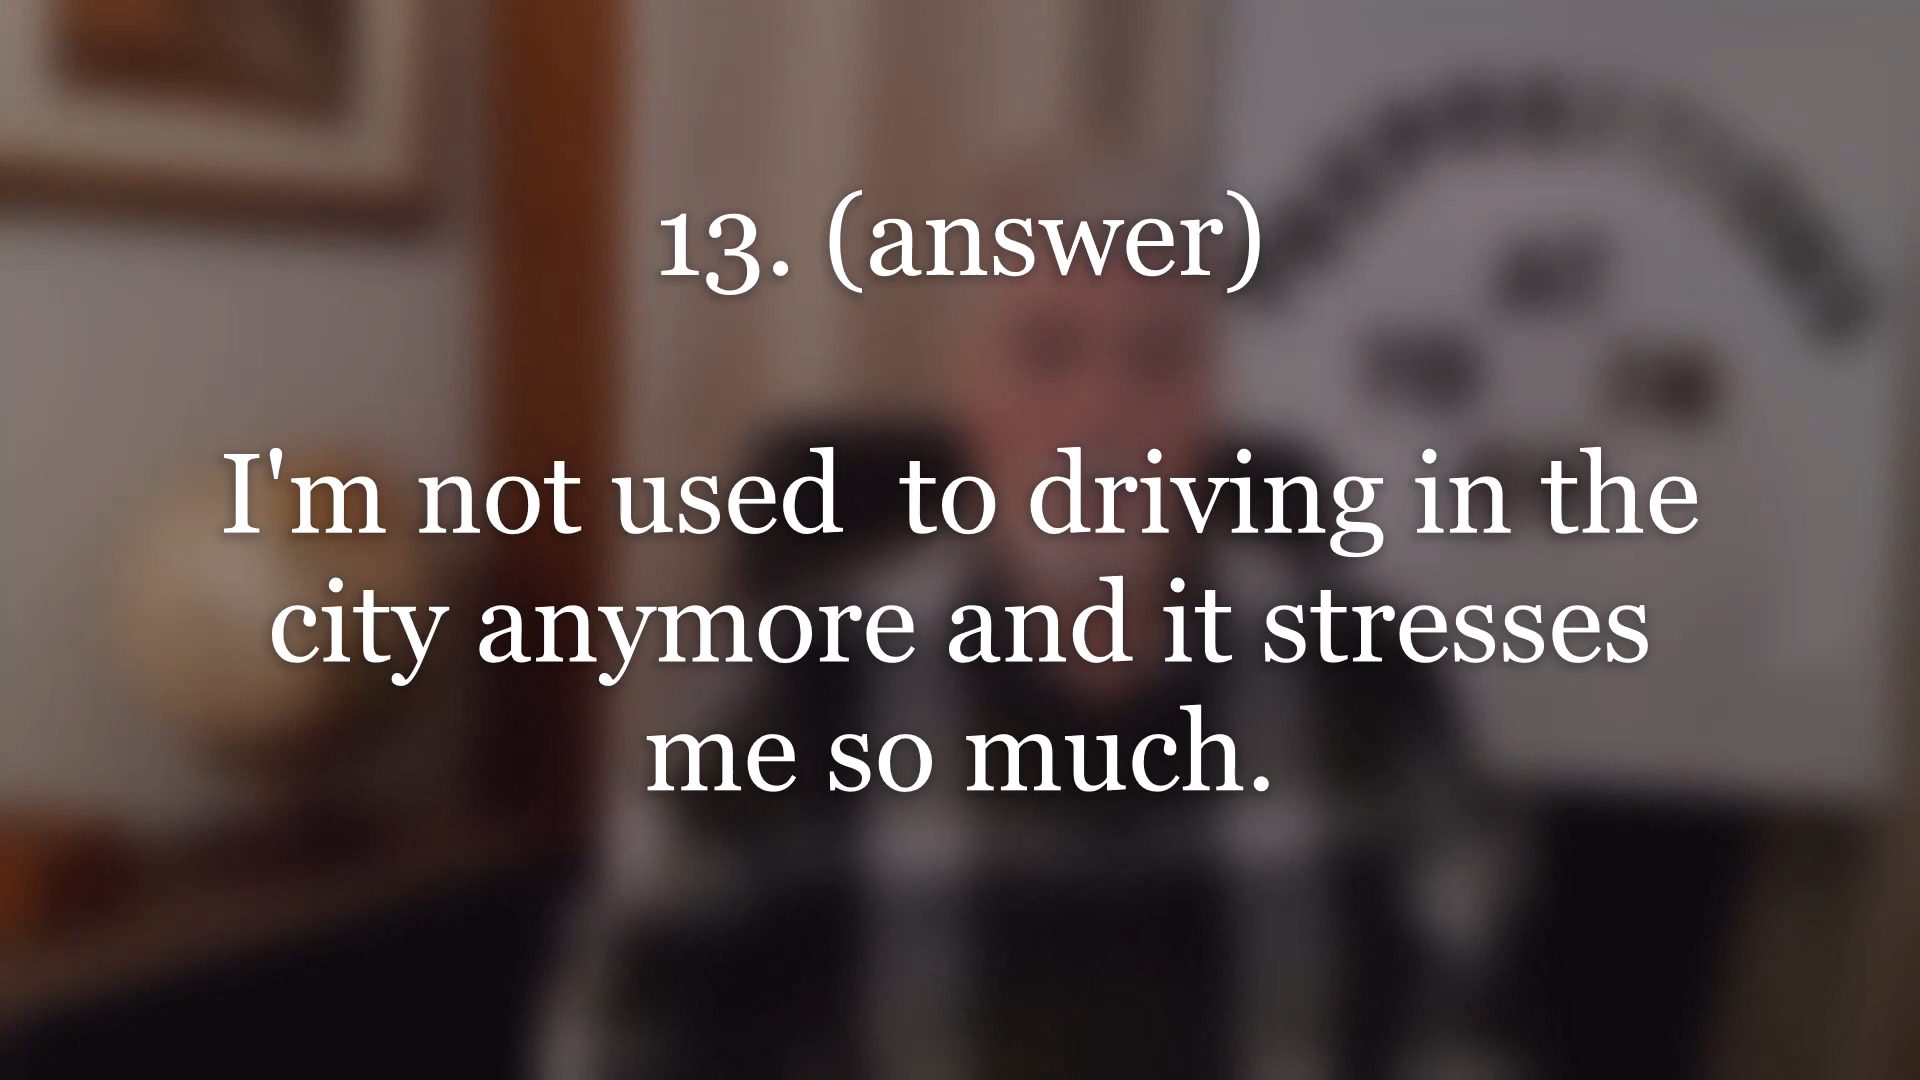 13. (answer)
I'm not used  to driving in the
city anymore and it stresses
me so much.